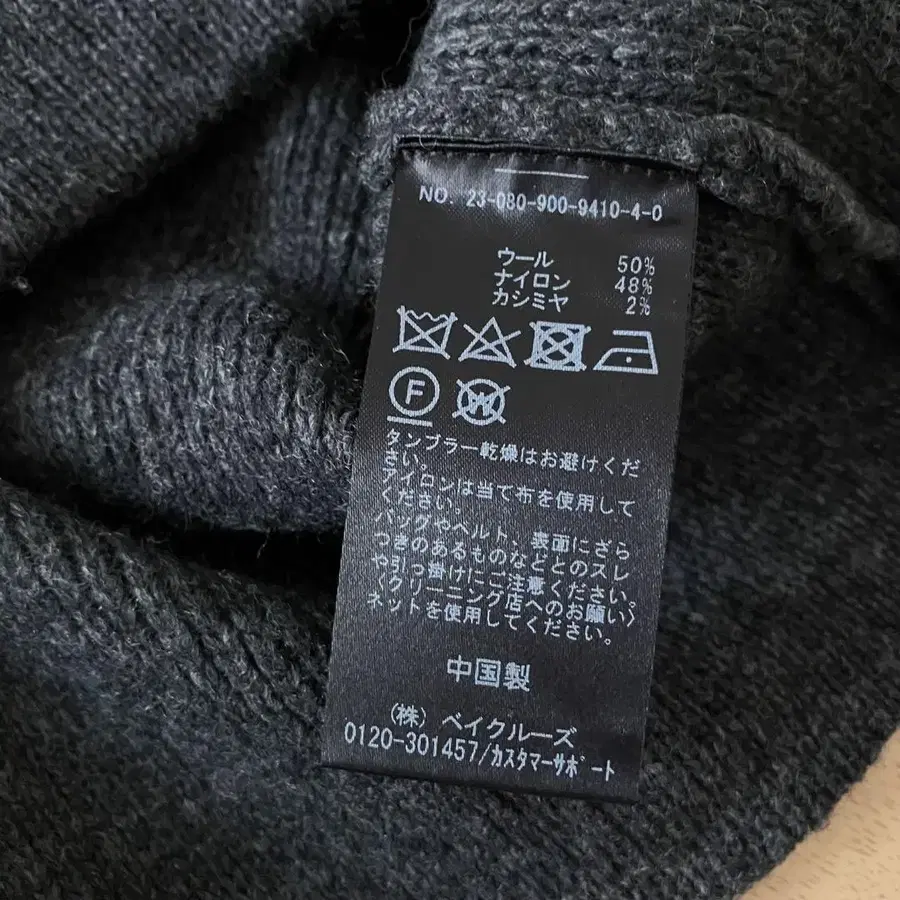 NO. 23-080-900-9410-4-0
ウール 50%
ナイロン 48%
カシミヤ 2%
F
W
タンブラー乾燥はお避けくだ
さい。
アイロンは当て布を使用して
ください。
バッグやベルト、表面にざら
つきのあるものなどとのスレ
や引っ掛けにご注意ください。
〈クリーニング店へのお願い〉
ネットを使用してください。
中国製
(株) ベイクルーズ
0120-301457/カスタマーサポート